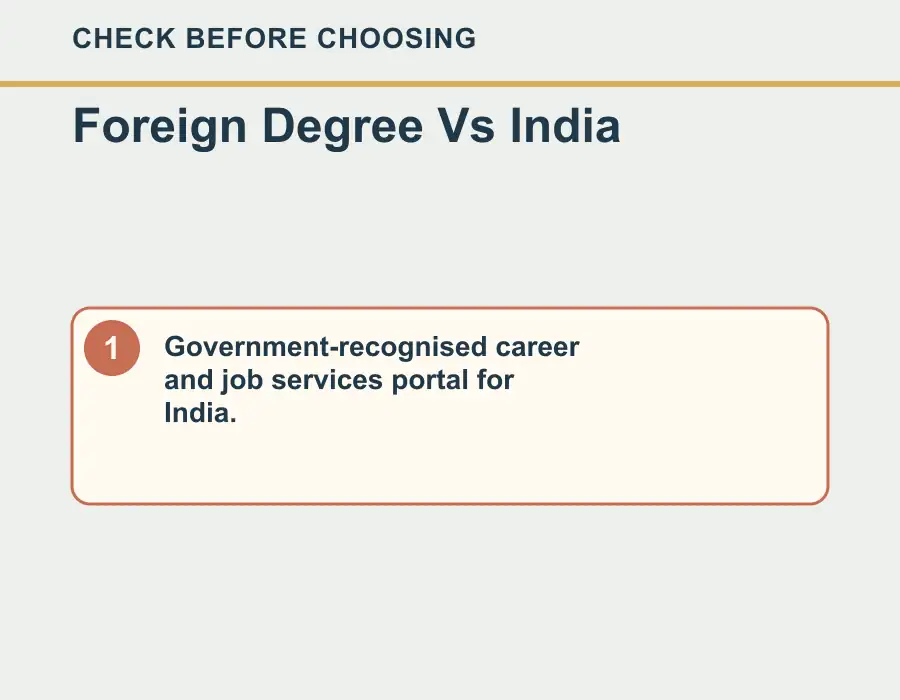 CHECK BEFORE CHOOSING
Foreign Degree Vs India
1
Government-recognised career
and job services portal for
India.